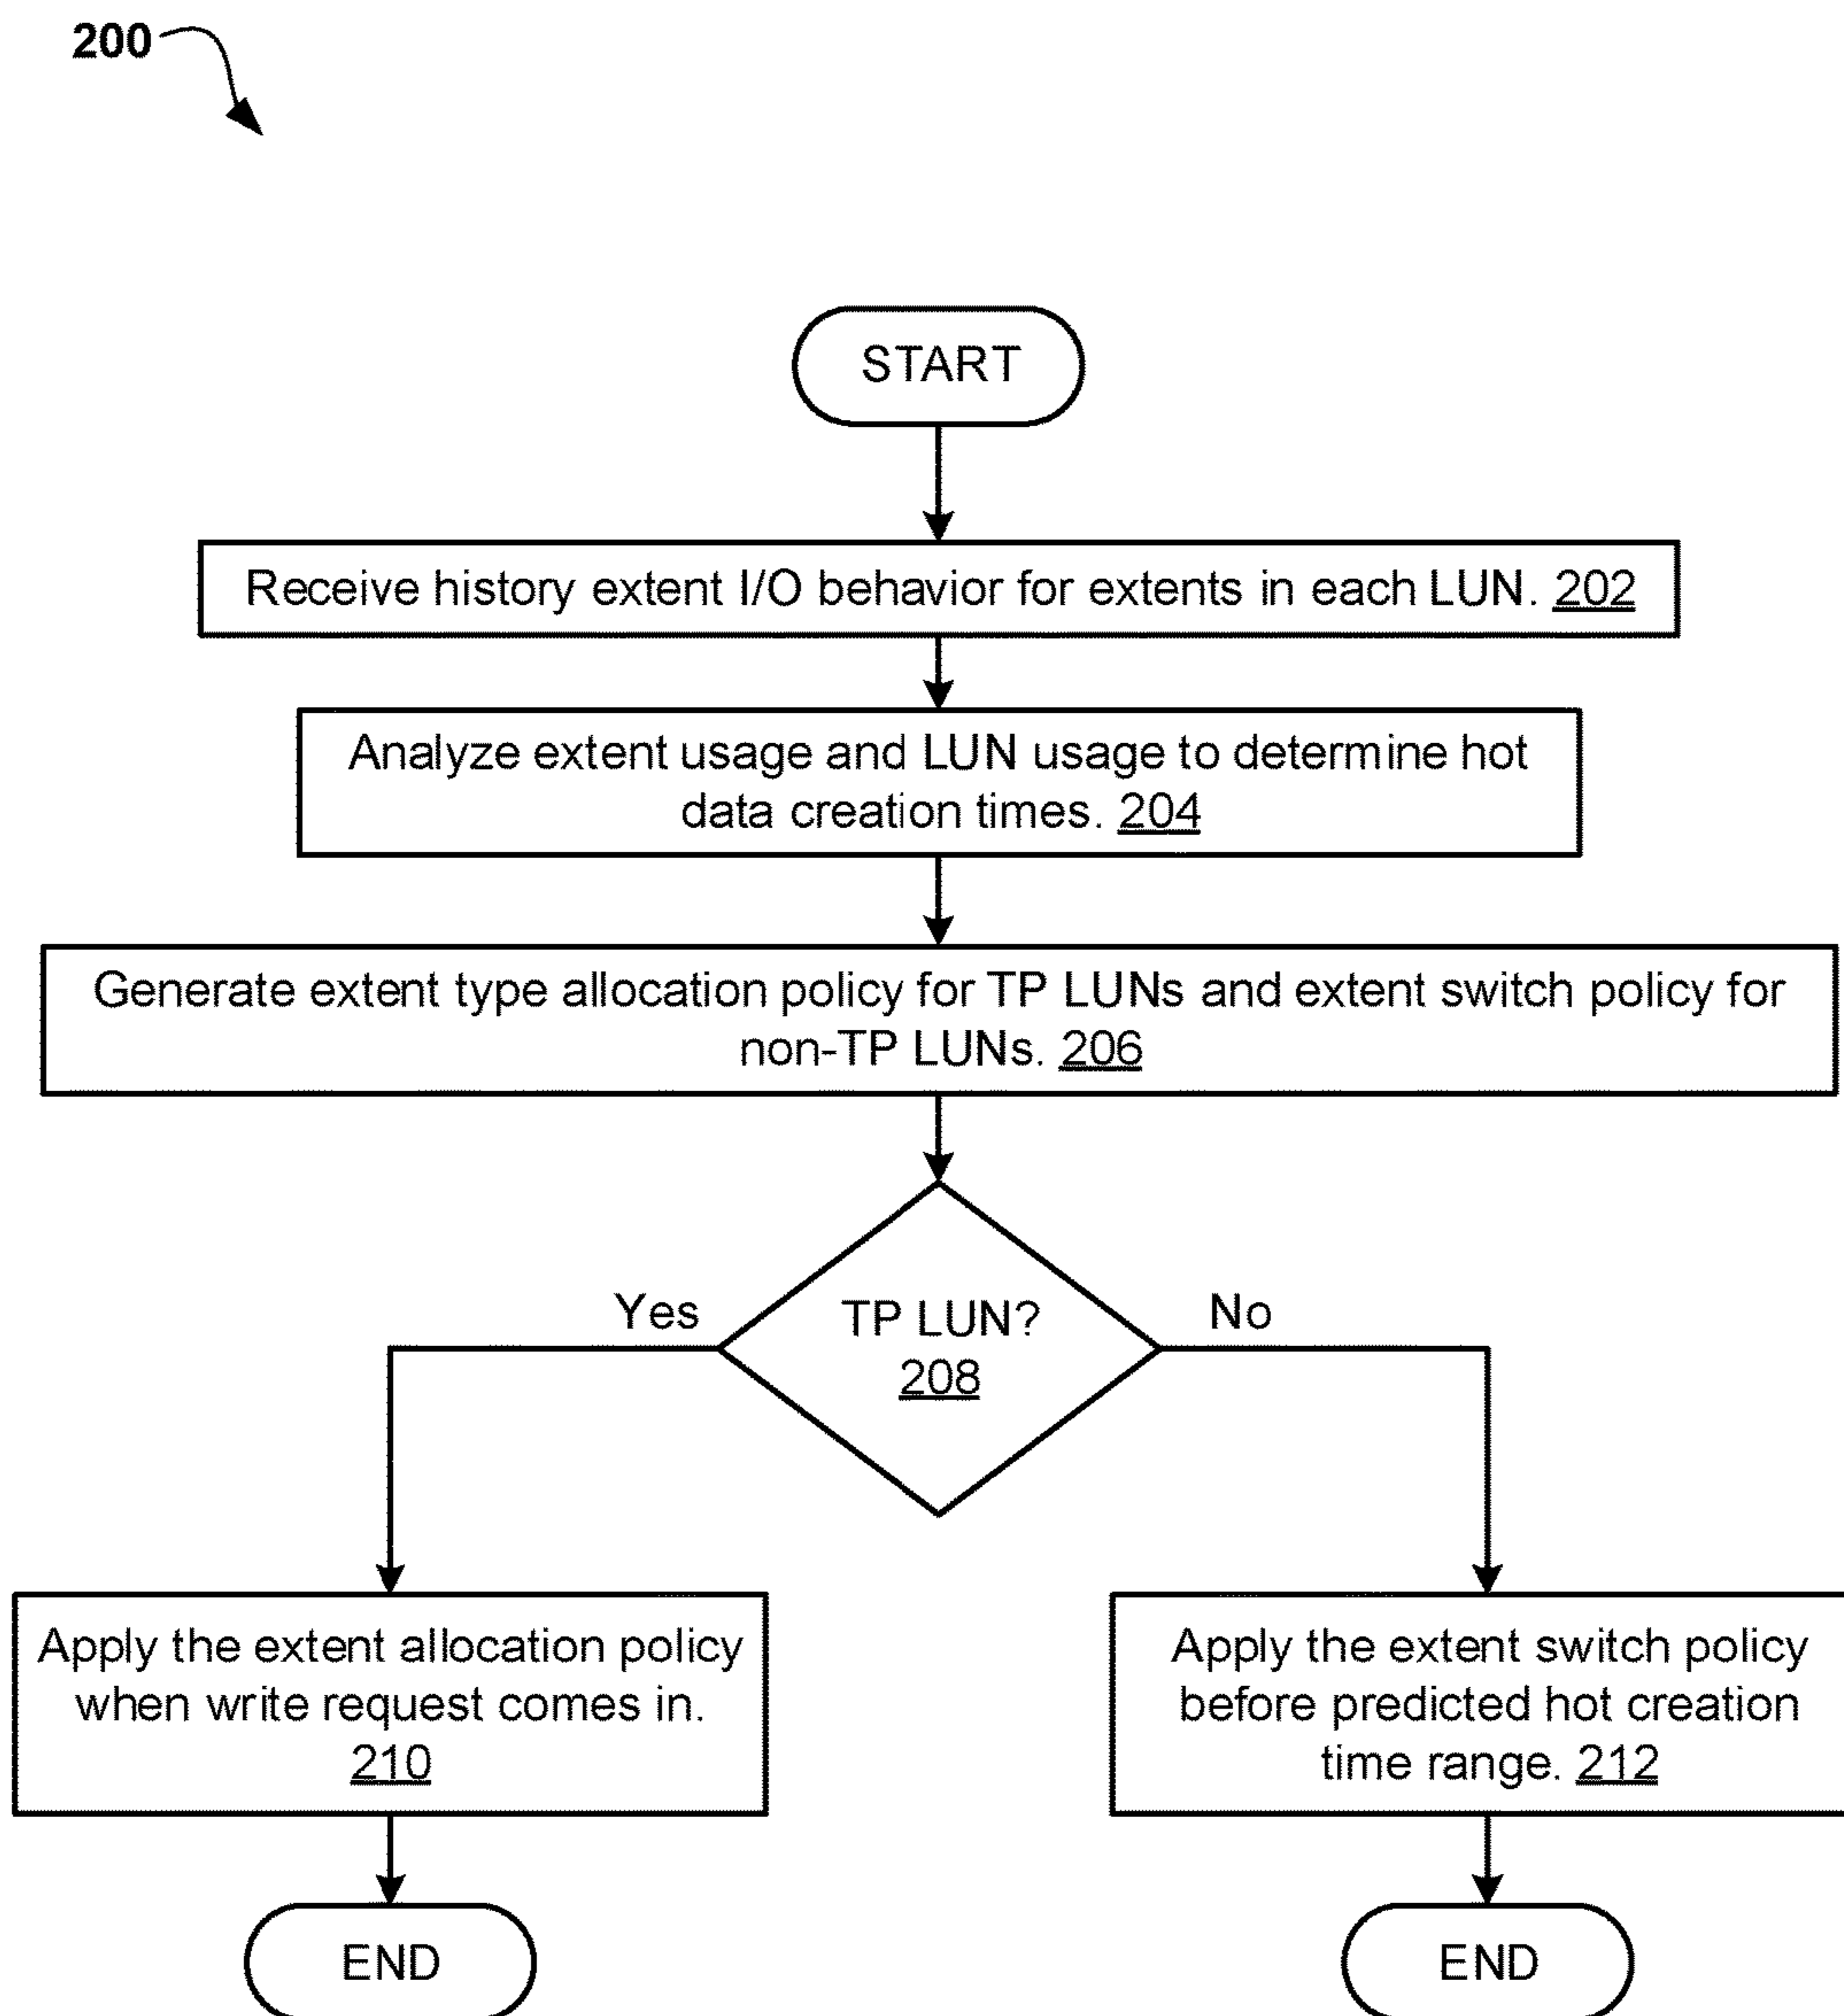 200
START
Receive history extent I/O behavior for extents in each LUN. 202
Analyze extent usage and LUN usage to determine hot
data creation times. 204
Generate extent type allocation policy for TP LUNs and extent switch policy for
non-TP LUNs. 206
Yes
TP LUN?
208
No
Apply the extent allocation policy
when write request comes in.
210
Apply the extent switch policy
before predicted hot creation
time range. 212
END
END